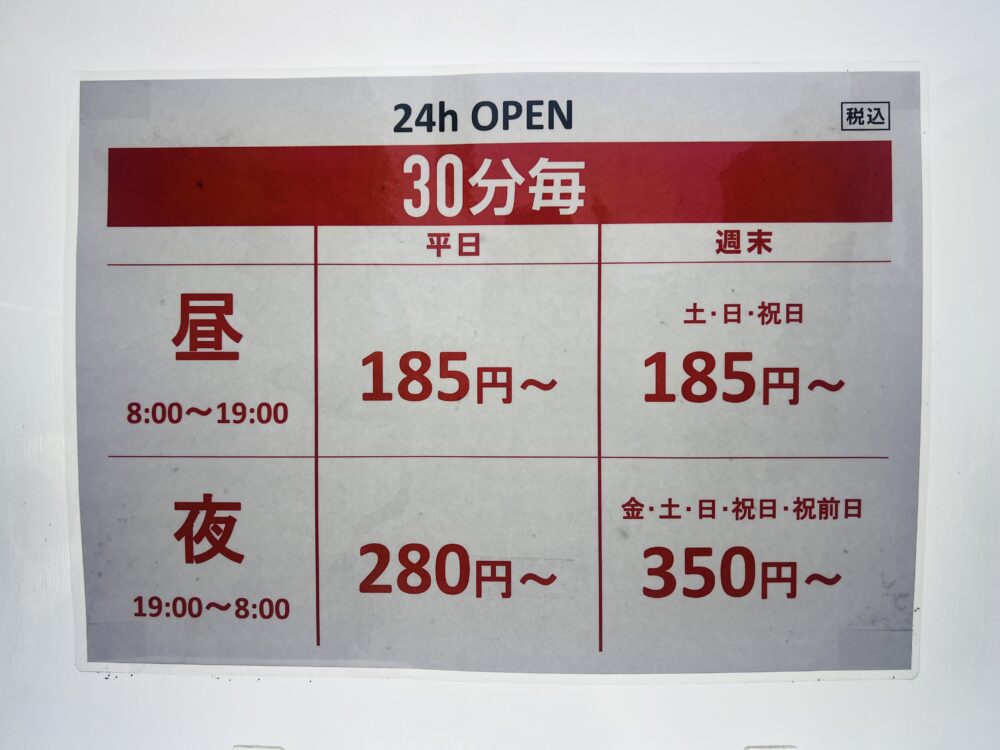 24h OPEN
税込
30分毎
平日
週末
昼
8:00〜19:00
185円〜
土・日・祝日
185円〜
夜
19:00〜8:00
280円〜
金・土・日・祝日・祝前日
350円〜